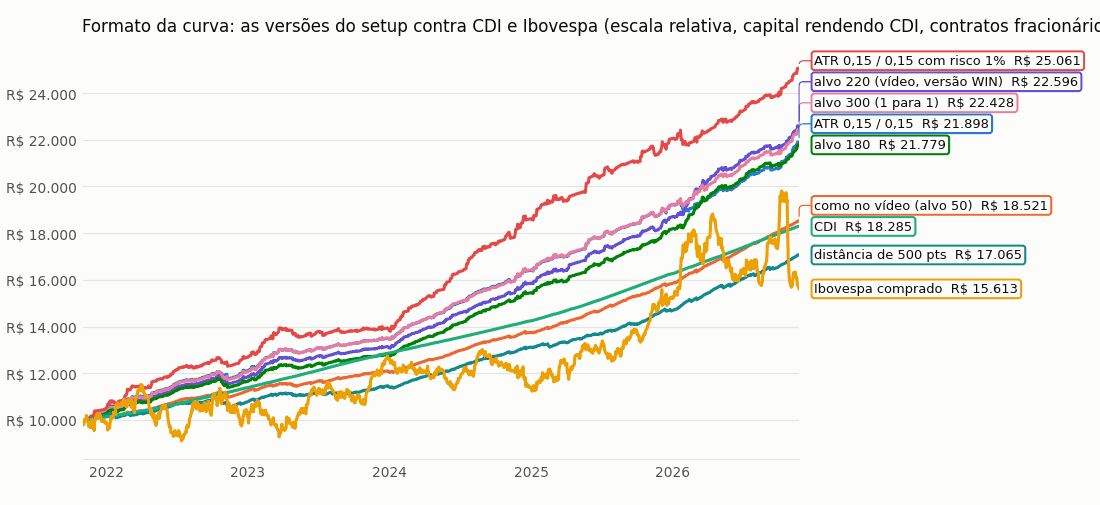 Formato da curva: as versões do setup contra CDI e Ibovespa (escala relativa, capital rendendo CDI, contratos fracionário
ATR 0,15 / 0,15 com risco 1% R$ 25.061
alvo 220 (vídeo, versão WIN) R$ 22.596
alvo 300 (1 para 1) R$ 22.428
ATR 0,15 / 0,15 R$ 21.898
alvo 180 R$ 21.779
como no vídeo (alvo 50) R$ 18.521
CDI R$ 18.285
distância de 500 pts R$ 17.065
Ibovespa comprado R$ 15.613
R$ 24.000
R$ 22.000
R$ 20.000
R$ 18.000
R$ 16.000
R$ 14.000
R$ 12.000
R$ 10.000
2022 2023 2024 2025 2026